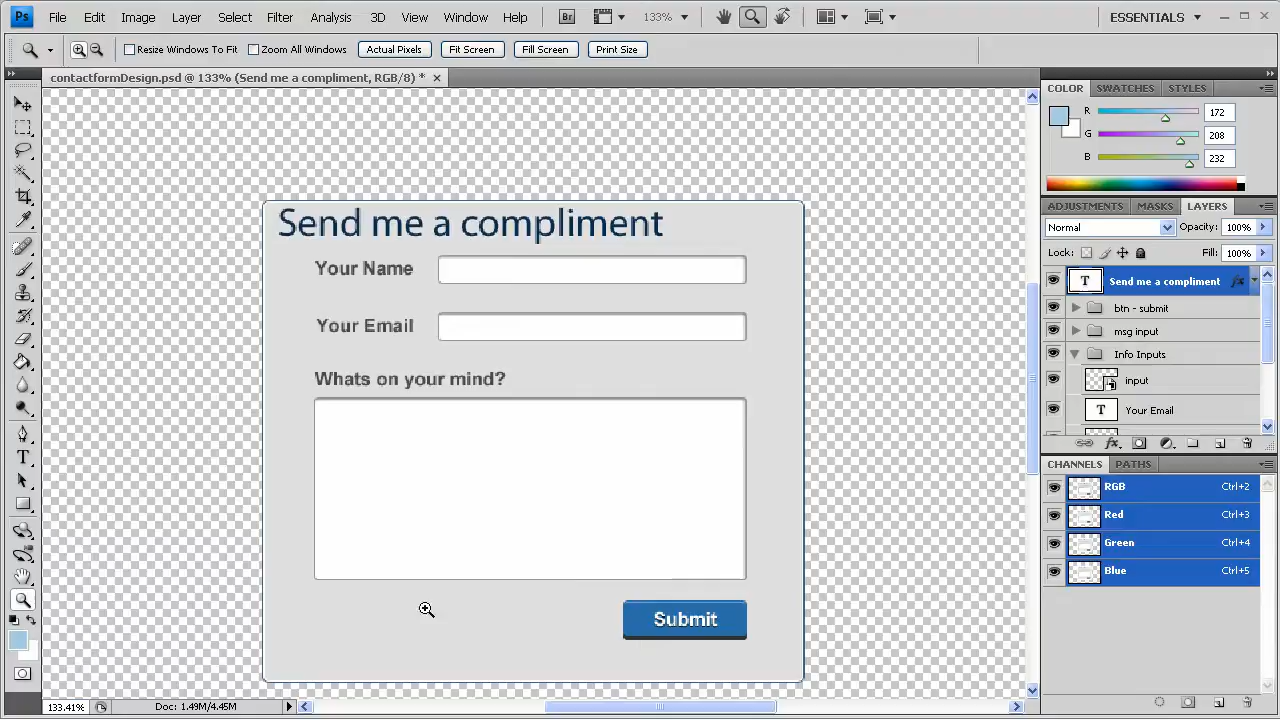 Ps File Edit Image Layer Select Filter Analysis 3D View Window Help Br 133% ESSENTIALS
Resize Windows To Fit Zoom All Windows Actual Pixels Fit Screen Fill Screen Print Size
contactformDesign.psd @ 133% (Send me a compliment, RGB/8) *
COLOR SWATCHES STYLES
R 172
G 208
B 232
ADJUSTMENTS MASKS LAYERS
Normal Opacity: 100%
Lock: Fill: 100%
T Send me a compliment fx
btn - submit
msg input
Info Inputs
input
T Your Email
fx
CHANNELS PATHS
RGB Ctrl+2
Red Ctrl+3
Green Ctrl+4
Blue Ctrl+5
Send me a compliment
Your Name
Your Email
Whats on your mind?
Submit
133.41% Doc: 1.49M/4.45M